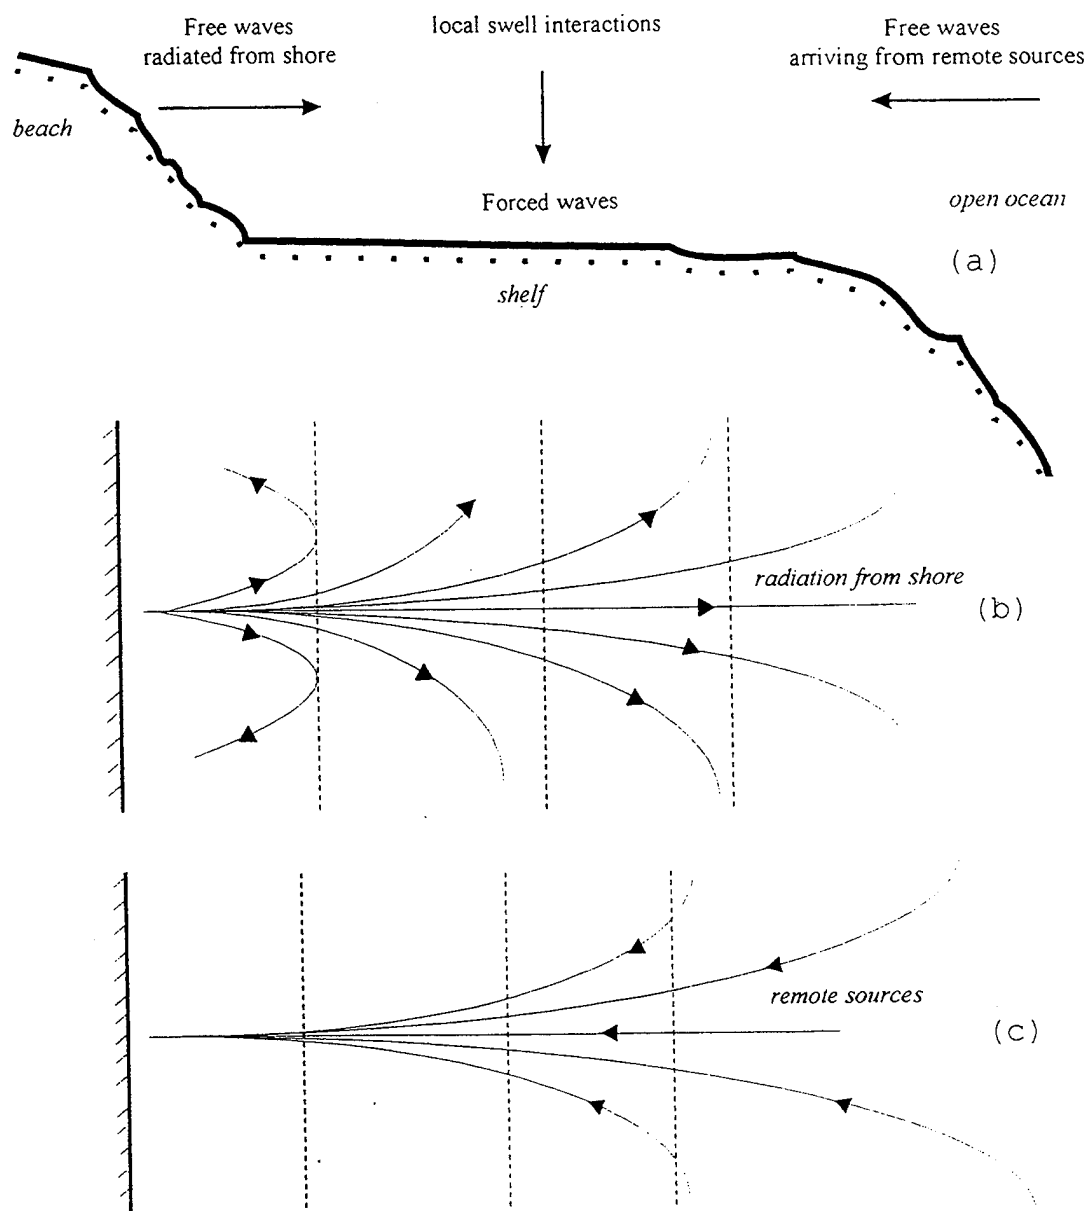 Free waves
radiated from shore
local swell interactions
Free waves
arriving from remote sources
beach
Forced waves
open ocean
(a)
shelf
radiation from shore
(b)
remote sources
(c)